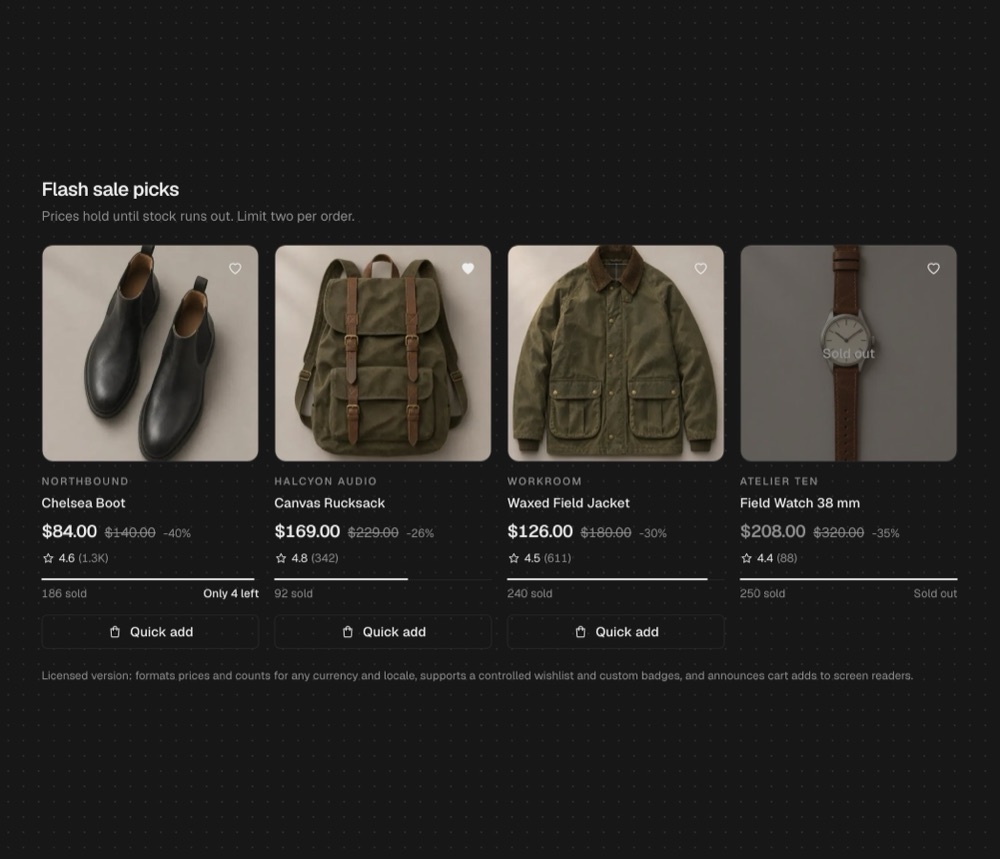 Flash sale picks
Prices hold until stock runs out. Limit two per order.
Sold out
NORTHBOUND
Chelsea Boot
$84.00 $140.00 -40%
4.6 (1.3K)
186 sold Only 4 left
Quick add
HALCYON AUDIO
Canvas Rucksack
$169.00 $229.00 -26%
4.8 (342)
92 sold
Quick add
WORKROOM
Waxed Field Jacket
$126.00 $180.00 -30%
4.5 (611)
240 sold
Quick add
ATELIER TEN
Field Watch 38 mm
$208.00 $320.00 -35%
4.4 (88)
250 sold Sold out
Licensed version: formats prices and counts for any currency and locale, supports a controlled wishlist and custom badges, and announces cart adds to screen readers.